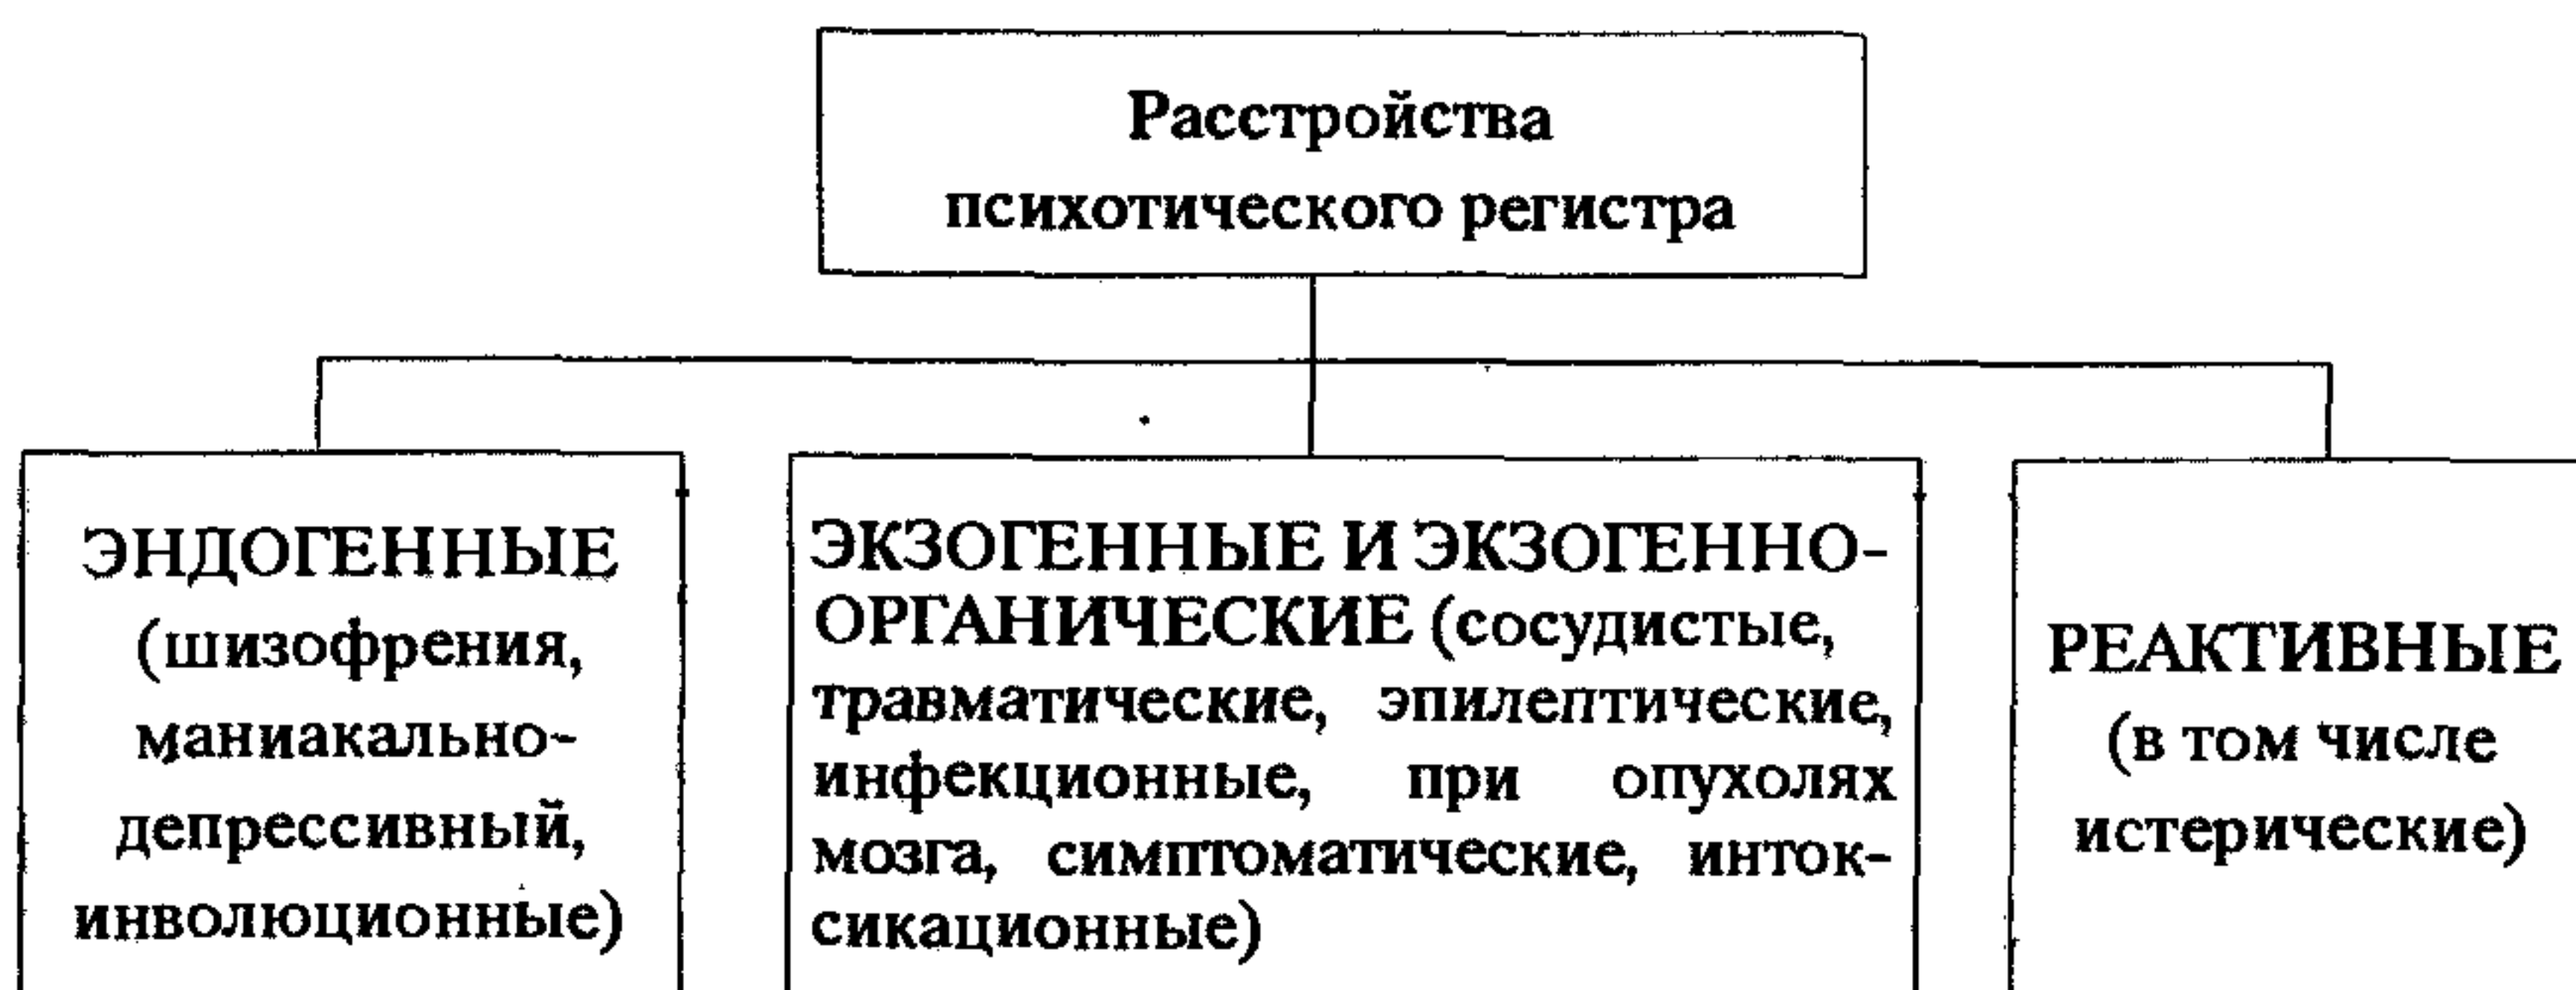 Расстройства
психотического регистра
ЭНДОГЕННЫЕ
(шизофрения,
маниакально-
депрессивный,
инволюционные)
ЭКЗОГЕННЫЕ И ЭКЗОГЕННО-
ОРГАНИЧЕСКИЕ (сосудистые,
травматические, эпилептические,
инфекционные, при опухолях
мозга, симптоматические, инток-
сикационные)
РЕАКТИВНЫЕ
(в том числе
истерические)